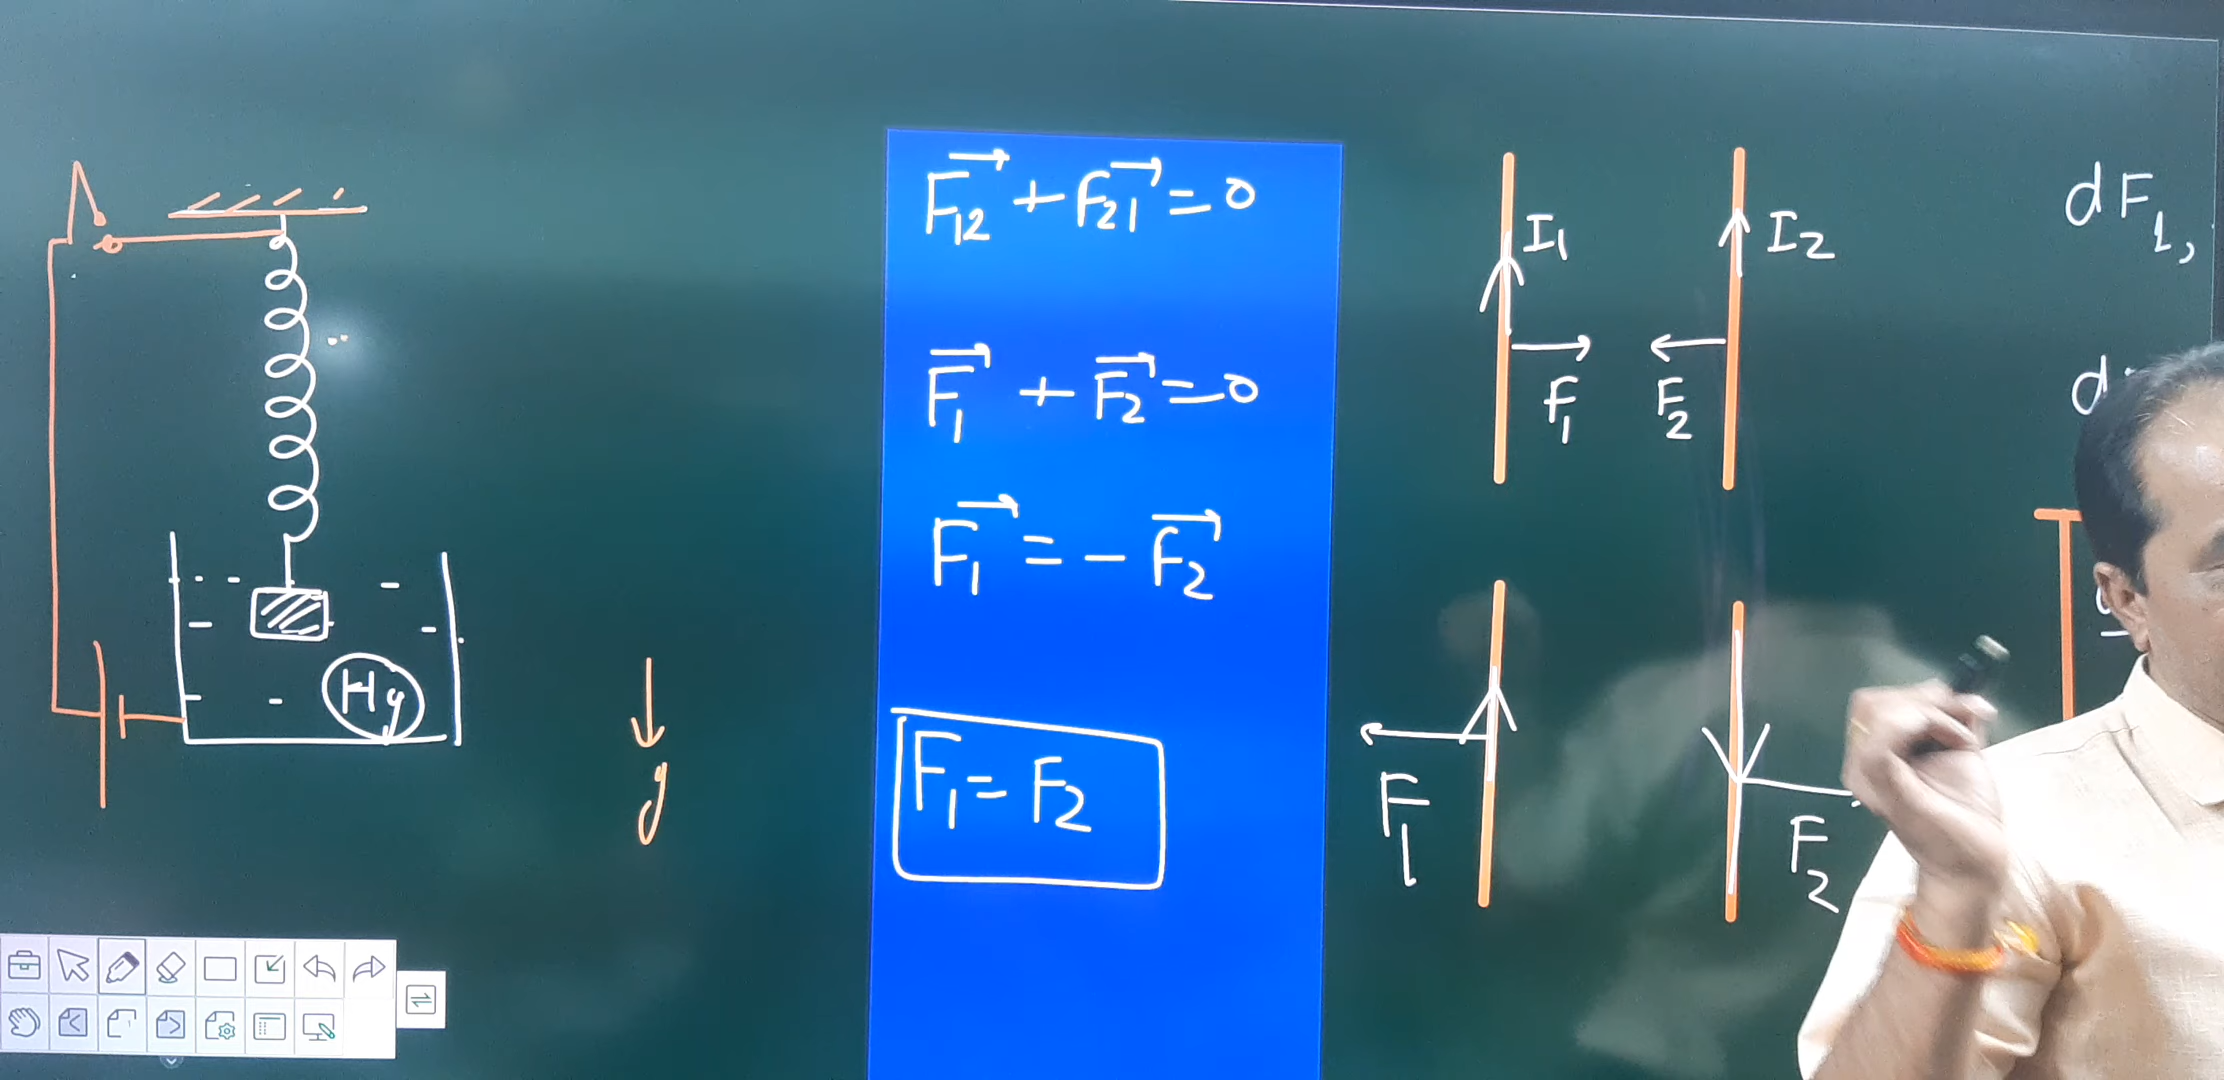 Hg
g
F₁₂ + F₂₁ = 0
F₁ + F₂ = 0
F₁ = - F₂
F₁ = F₂
I₁ I₂
F₁ F₂
F₁ F₂
dF₁,
d